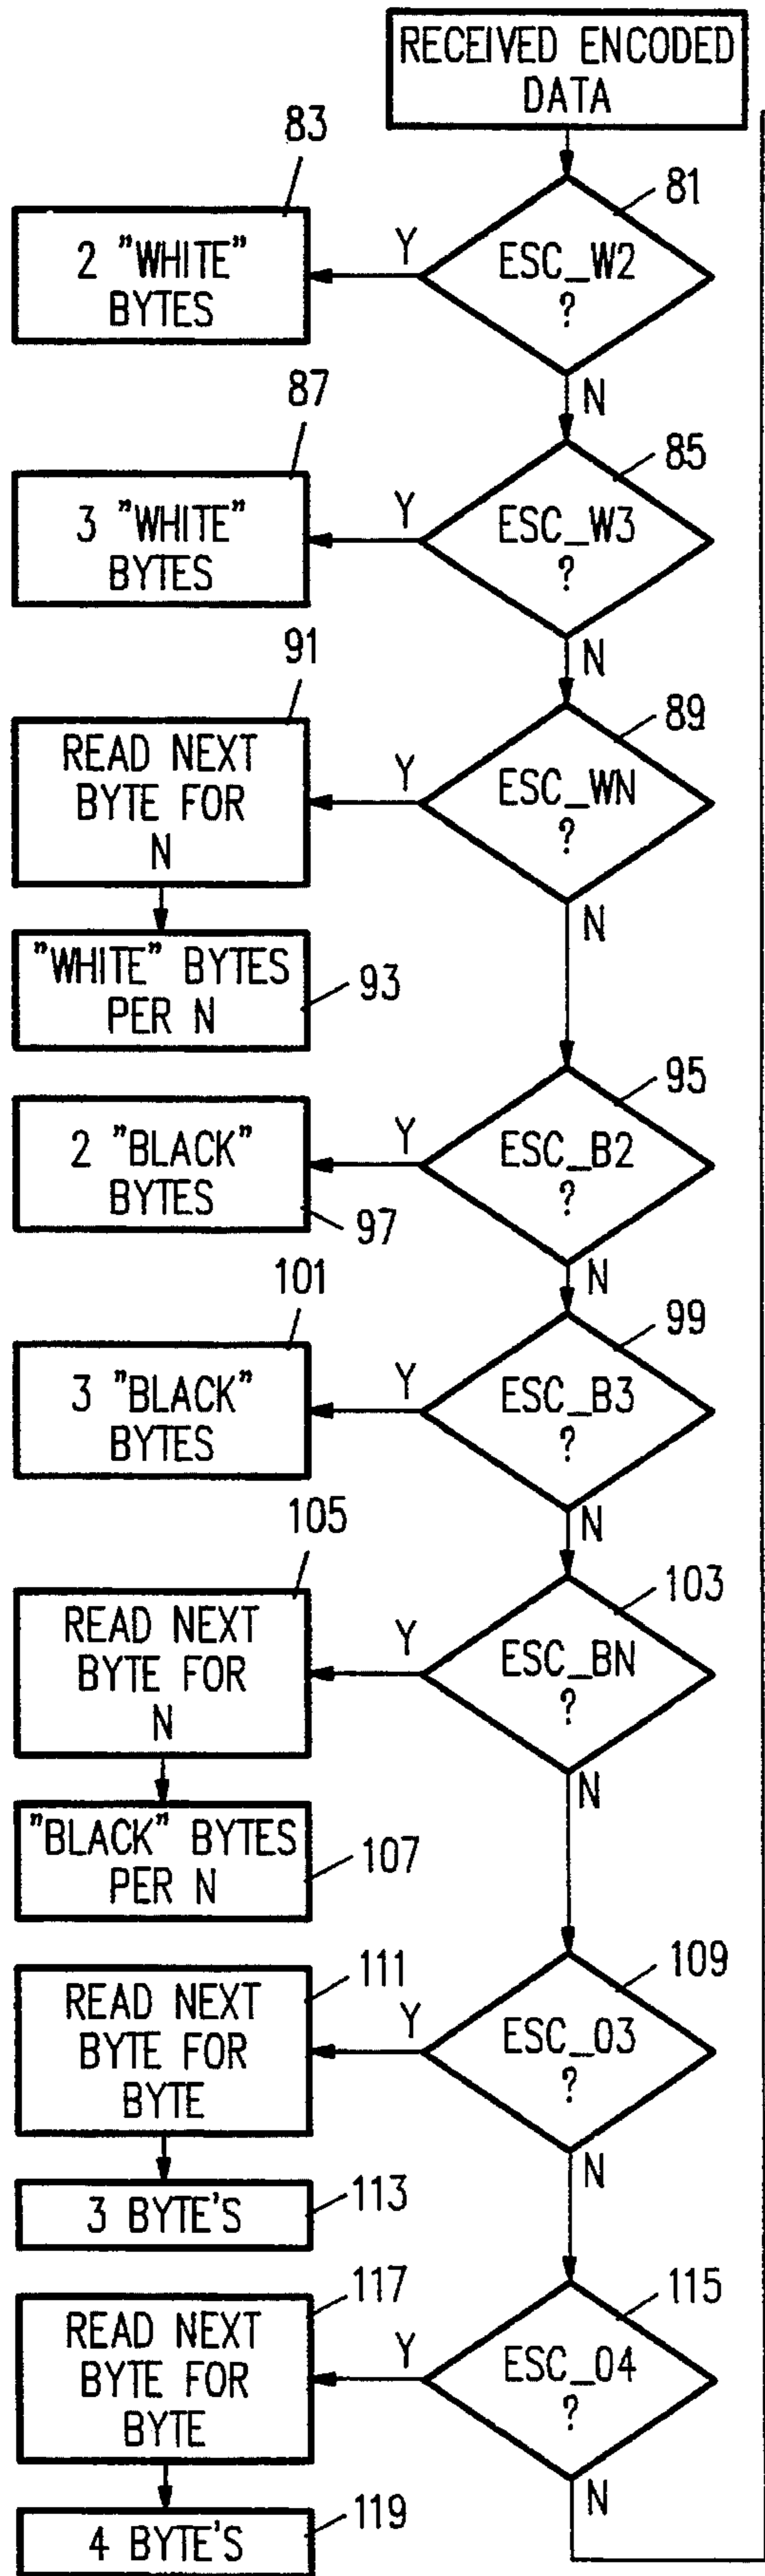 RECEIVED ENCODED
DATA
83
81
2 "WHITE"
BYTES
Y
ESC_W2
?
N
87
85
3 "WHITE"
BYTES
Y
ESC_W3
?
N
91
89
READ NEXT
BYTE FOR
N
Y
ESC_WN
?
N
"WHITE" BYTES
PER N
93
95
2 "BLACK"
BYTES
97
Y
ESC_B2
?
N
101
99
3 "BLACK"
BYTES
Y
ESC_B3
?
N
105
103
READ NEXT
BYTE FOR
N
Y
ESC_BN
?
N
"BLACK" BYTES
PER N
107
109
READ NEXT
BYTE FOR
BYTE
111
Y
ESC_03
?
N
3 BYTE'S
113
115
READ NEXT
BYTE FOR
BYTE
117
Y
ESC_04
?
N
4 BYTE'S
119